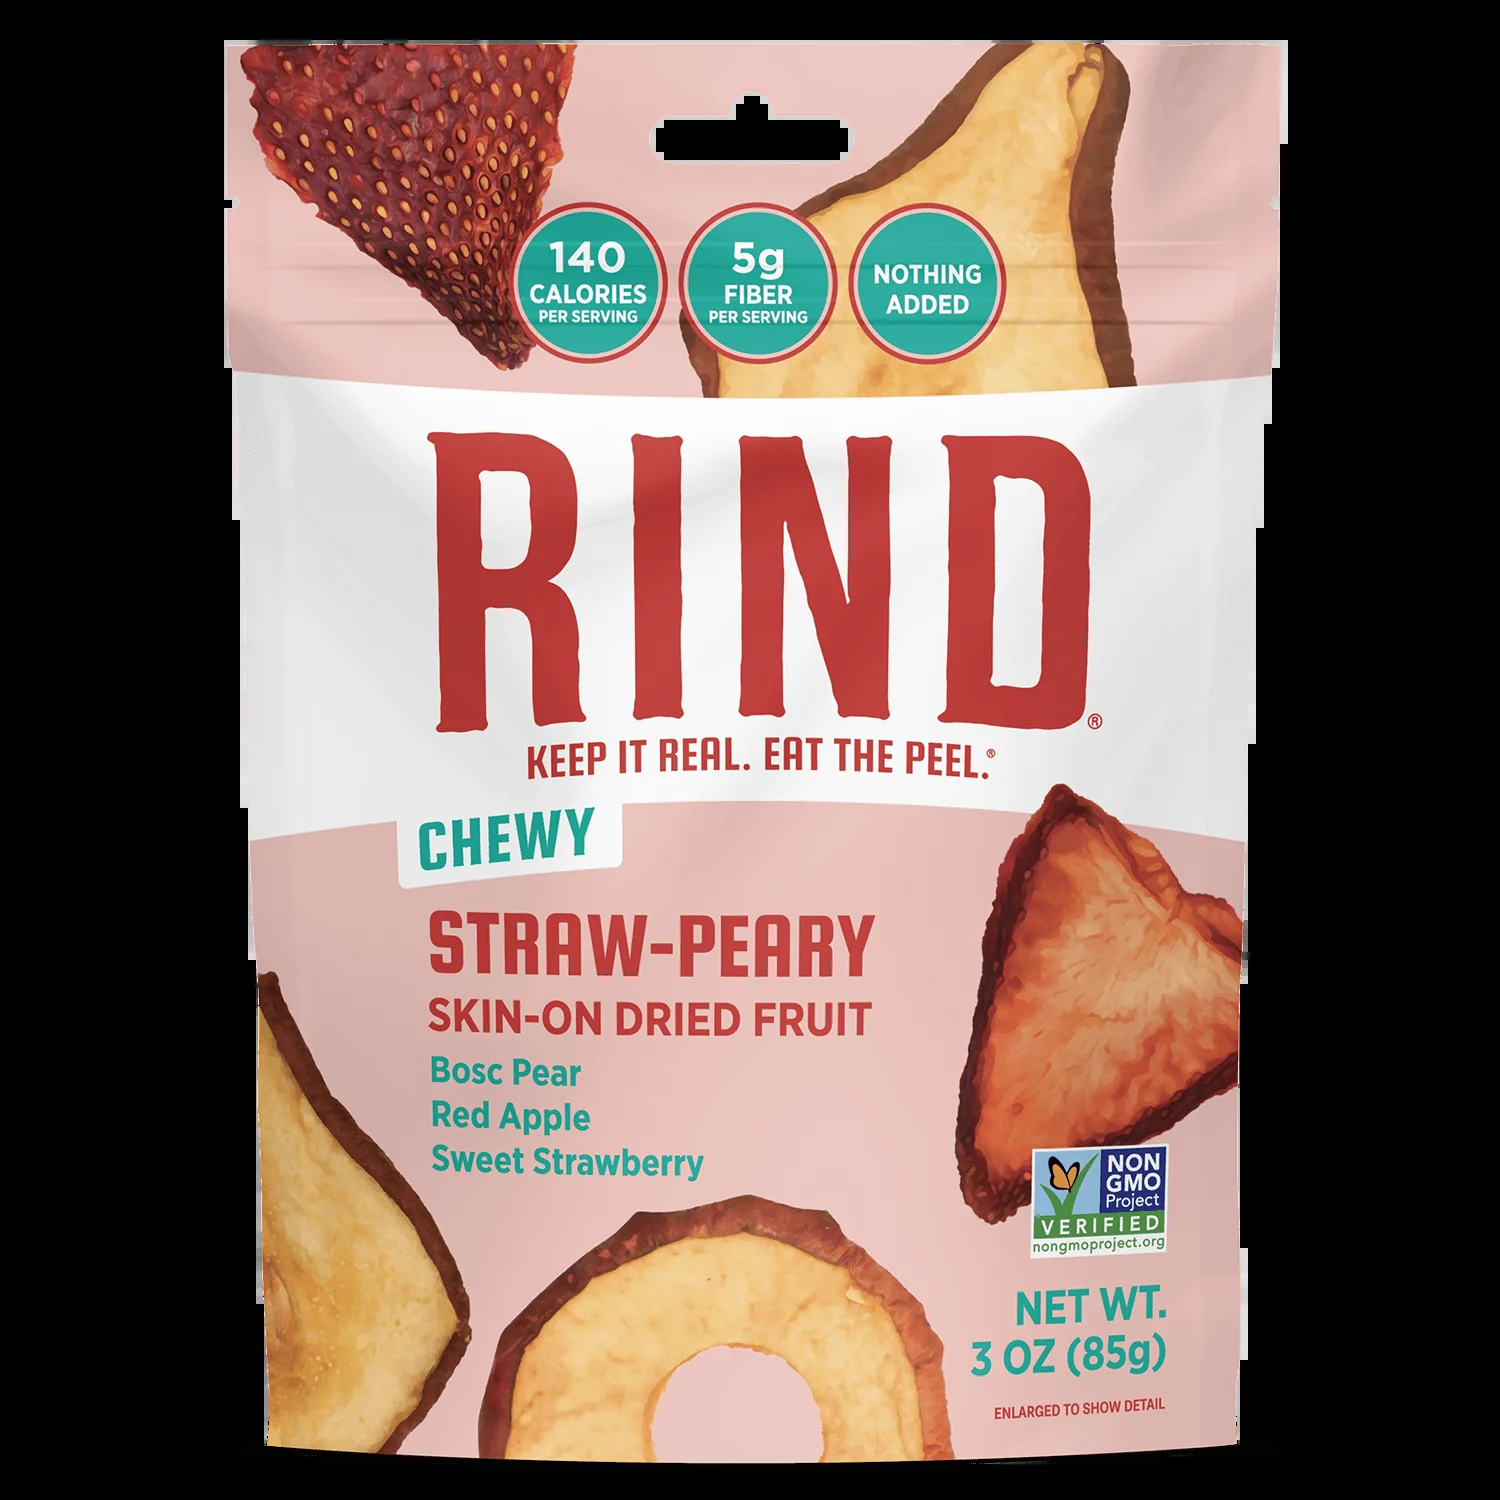 140
CALORIES
PER SERVING
5g
FIBER
PER SERVING
NOTHING
ADDED
RIND®
KEEP IT REAL. EAT THE PEEL.®
CHEWY
STRAW-PEARY
SKIN-ON DRIED FRUIT
Bosc Pear
Red Apple
Sweet Strawberry
NON
GMO
Project
VERIFIED
nongmoproject.org
NET WT.
3 OZ (85g)
ENLARGED TO SHOW DETAIL